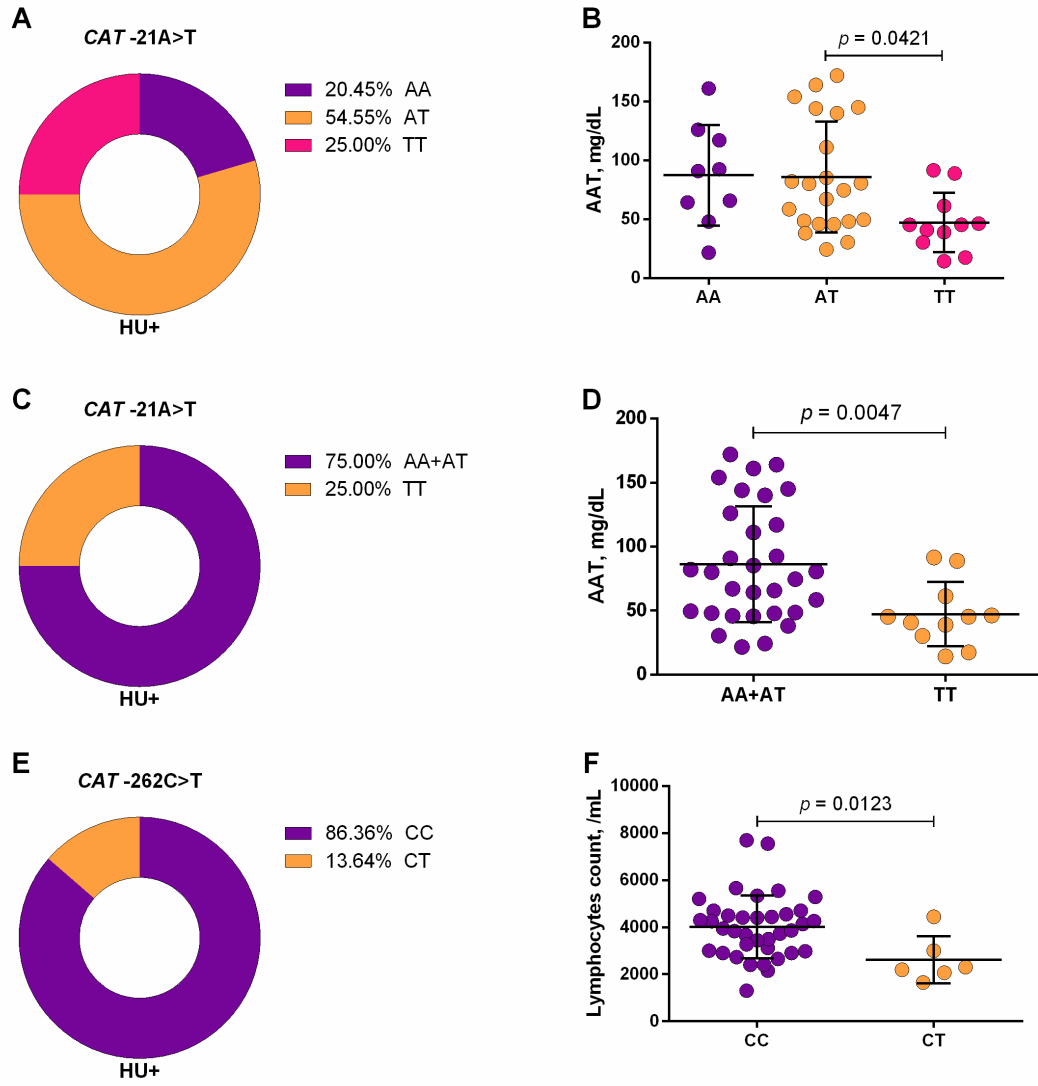 A
CAT -21A>T
20.45% AA
54.55% AT
25.00% TT
HU+
B
p = 0.0421
AAT, mg/dL
200
150
100
50
0
AA AT TT
C
CAT -21A>T
75.00% AA+AT
25.00% TT
HU+
D
p = 0.0047
AAT, mg/dL
200
150
100
50
0
AA+AT TT
E
CAT -262C>T
86.36% CC
13.64% CT
HU+
F
p = 0.0123
Lymphocytes count, /mL
10000
8000
6000
4000
2000
0
CC CT